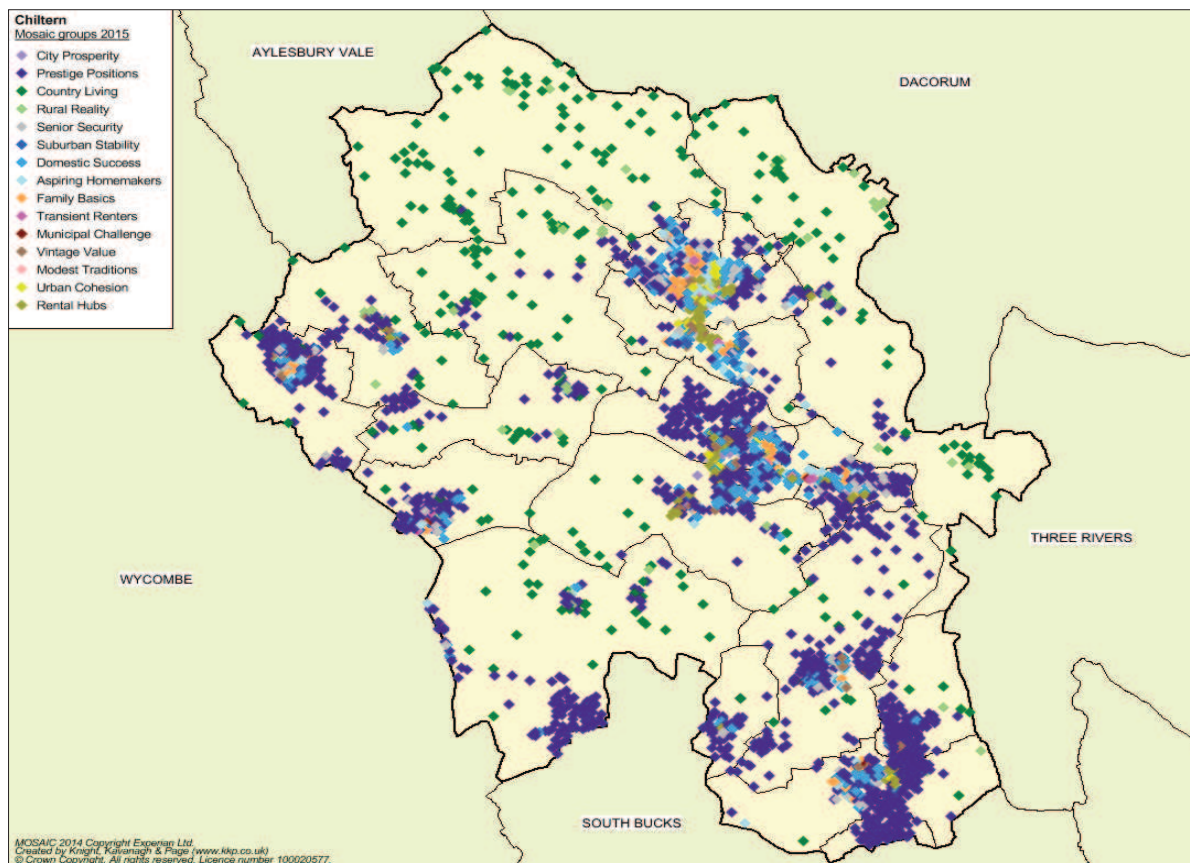 Chiltern
Mosaic groups 2015
City Prosperity
Prestige Positions
Country Living
Rural Reality
Senior Security
Suburban Stability
Domestic Success
Aspiring Homemakers
Family Basics
Transient Renters
Municipal Challenge
Vintage Value
Modest Traditions
Urban Cohesion
Rental Hubs
AYLESBURY VALE
DACORUM
THREE RIVERS
WYCOMBE
SOUTH BUCKS
MOSAIC 2014 Copyright Experian Ltd.
Created by Knight, Kavanagh & Page (www.kkp.co.uk)
© Crown Copyright. All rights reserved. Licence number 100020577.